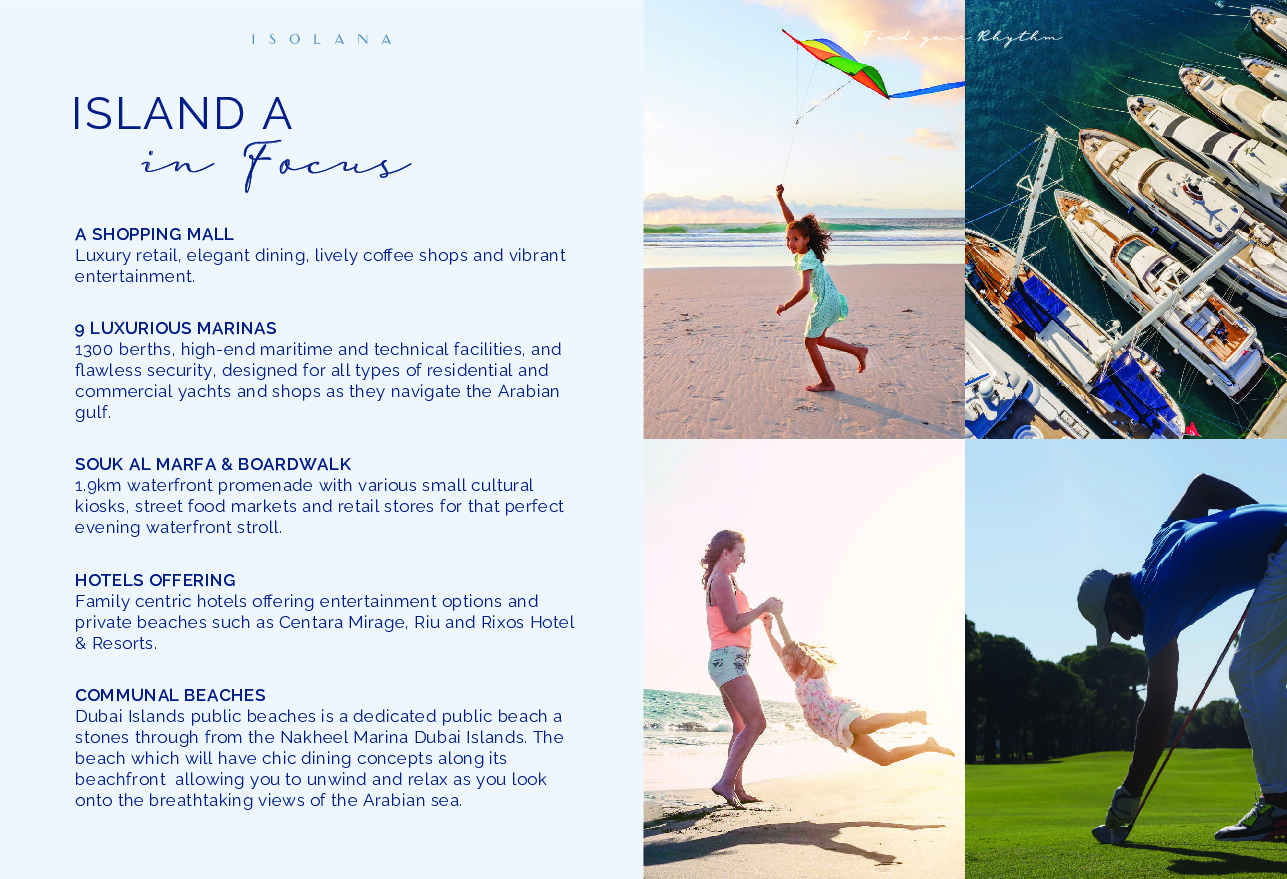 ISOLANA
Find your Rhythm
ISLAND A
in Focus
A SHOPPING MALL
Luxury retail, elegant dining, lively coffee shops and vibrant
entertainment.
9 LUXURIOUS MARINAS
1300 berths, high-end maritime and technical facilities, and
flawless security, designed for all types of residential and
commercial yachts and shops as they navigate the Arabian
gulf.
SOUK AL MARFA & BOARDWALK
1.9km waterfront promenade with various small cultural
kiosks, street food markets and retail stores for that perfect
evening waterfront stroll.
HOTELS OFFERING
Family centric hotels offering entertainment options and
private beaches such as Centara Mirage, Riu and Rixos Hotel
& Resorts.
COMMUNAL BEACHES
Dubai Islands public beaches is a dedicated public beach a
stones through from the Nakheel Marina Dubai Islands. The
beach which will have chic dining concepts along its
beachfront allowing you to unwind and relax as you look
onto the breathtaking views of the Arabian sea.